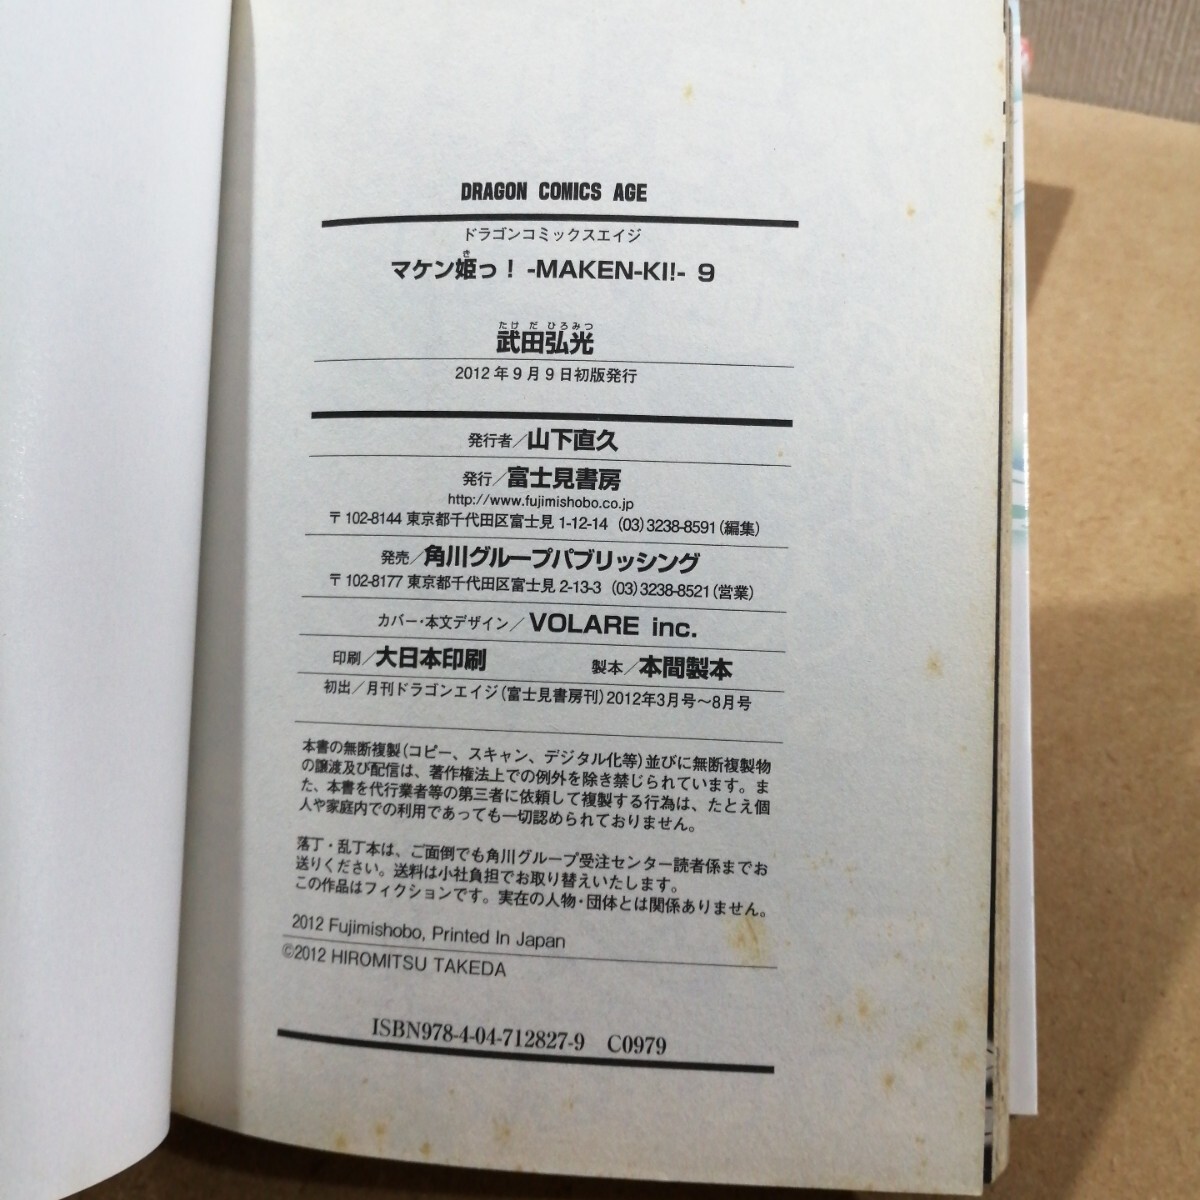 DRAGON COMICS AGE
ドラゴンコミックスエイジ
き
マケン姫っ！ -MAKEN-KI!- 9
たけ だ ひろみつ
武田弘光
2012年9月9日初版発行
発行者／山下直久
発行／富士見書房
http://www.fujimishobo.co.jp
〒102-8144 東京都千代田区富士見 1-12-14 (03)3238-8591(編集)
発売／角川グループパブリッシング
〒102-8177 東京都千代田区富士見 2-13-3 (03)3238-8521(営業)
カバー・本文デザイン／VOLARE inc.
印刷／大日本印刷 製本／本間製本
初出／月刊ドラゴンエイジ(富士見書房刊)2012年3月号～8月号
本書の無断複製(コピー、スキャン、デジタル化等)並びに無断複製物
の譲渡及び配信は、著作権法上での例外を除き禁じられています。ま
た、本書を代行業者等の第三者に依頼して複製する行為は、たとえ個
人や家庭内での利用であっても一切認められておりません。
落丁・乱丁本は、ご面倒でも角川グループ受注センター読者係までお
送りください。送料は小社負担でお取り替えいたします。
この作品はフィクションです。実在の人物・団体とは関係ありません。
2012 Fujimishobo, Printed In Japan
©2012 HIROMITSU TAKEDA
ISBN978-4-04-712827-9 C0979